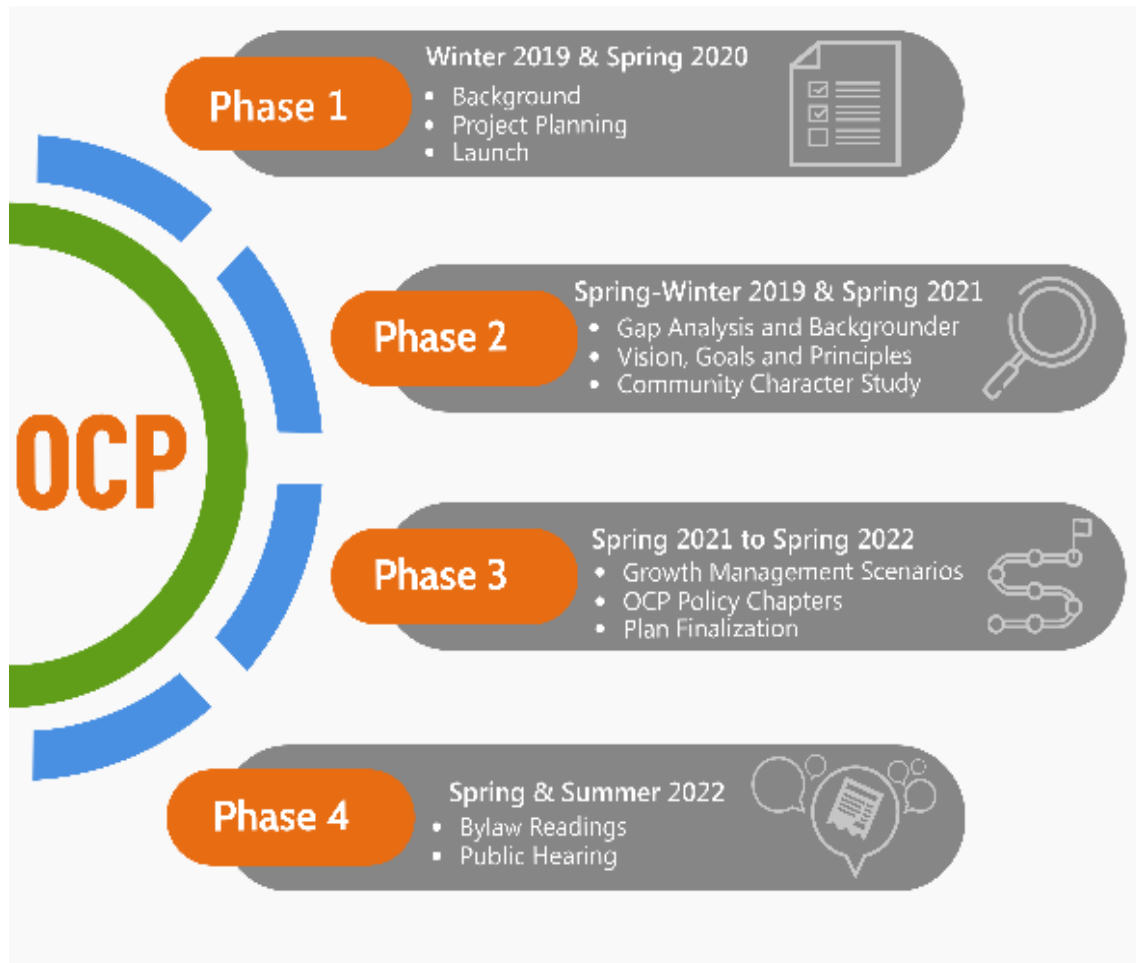 Winter 2019 & Spring 2020
Phase 1
• Background
• Project Planning
• Launch
Spring-Winter 2019 & Spring 2021
Phase 2
• Gap Analysis and Backgrounder
• Vision, Goals and Principles
• Community Character Study
OCP
Spring 2021 to Spring 2022
Phase 3
• Growth Management Scenarios
• OCP Policy Chapters
• Plan Finalization
Spring & Summer 2022
Phase 4
• Bylaw Readings
• Public Hearing